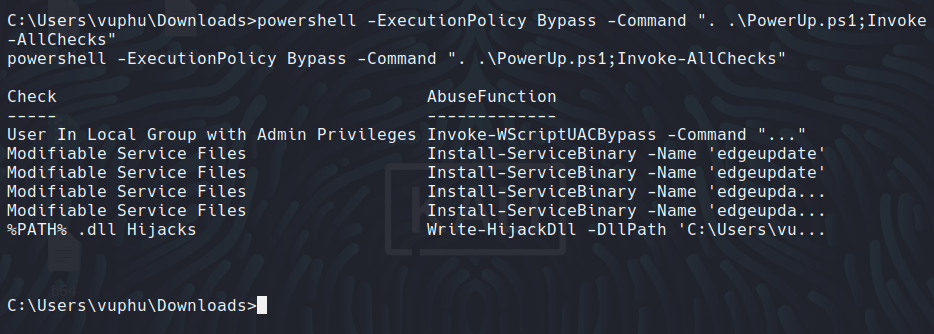 C:\Users\vuphu\Downloads>powershell -ExecutionPolicy Bypass -Command ". .\PowerUp.ps1;Invoke
-AllChecks"
powershell -ExecutionPolicy Bypass -Command ". .\PowerUp.ps1;Invoke-AllChecks"
Check AbuseFunction
----- -------------
User In Local Group with Admin Privileges Invoke-WScriptUACBypass -Command "..."
Modifiable Service Files Install-ServiceBinary -Name 'edgeupdate'
Modifiable Service Files Install-ServiceBinary -Name 'edgeupdate'
Modifiable Service Files Install-ServiceBinary -Name 'edgeupda...
Modifiable Service Files Install-ServiceBinary -Name 'edgeupda...
%PATH% .dll Hijacks Write-HijackDll -DllPath 'C:\Users\vu...
C:\Users\vuphu\Downloads>